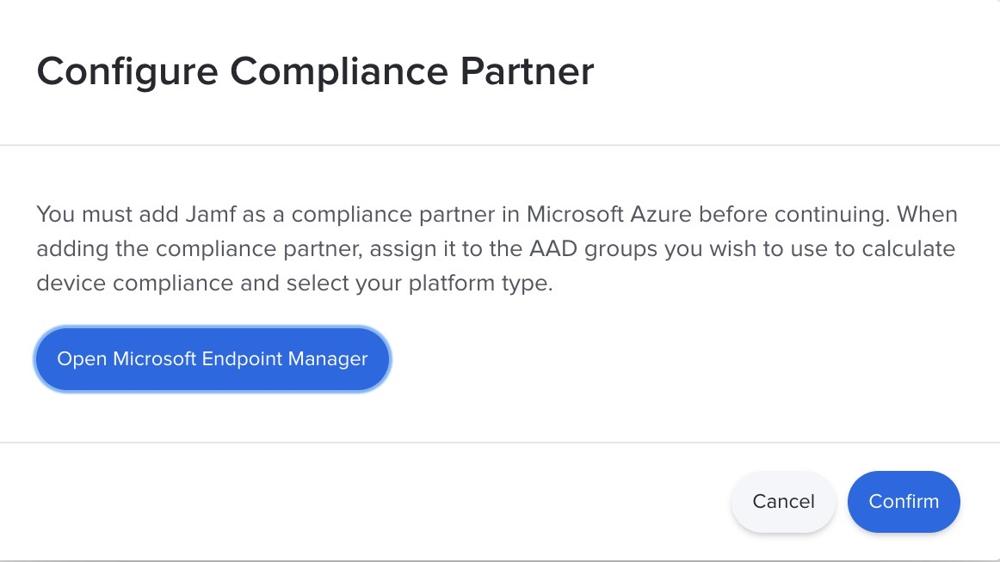 Configure Compliance Partner
You must add Jamf as a compliance partner in Microsoft Azure before continuing. When
adding the compliance partner, assign it to the AAD groups you wish to use to calculate
device compliance and select your platform type.
Open Microsoft Endpoint Manager
Cancel
Confirm